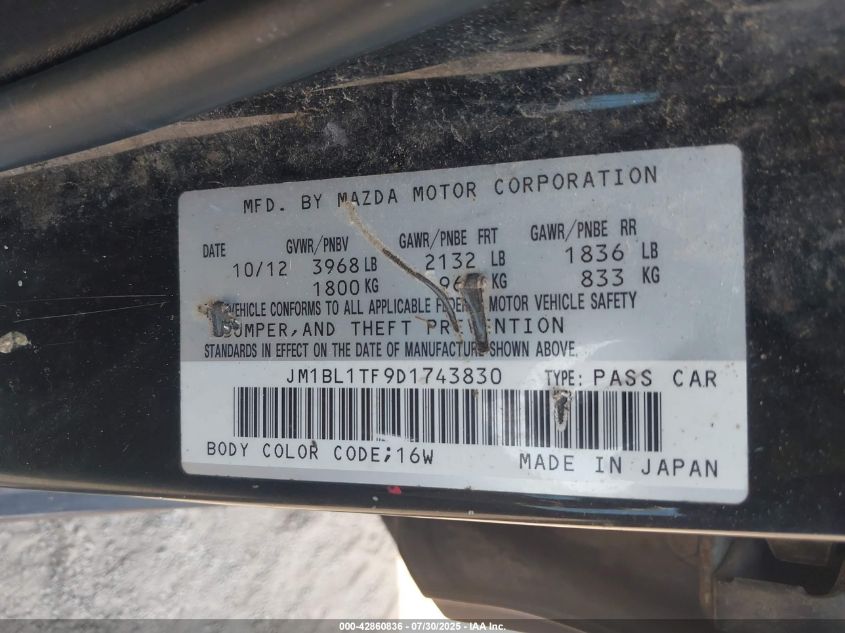 MFD. BY MAZDA MOTOR CORPORATION
DATE GVWR/PNBV GAWR/PNBE FRT GAWR/PNBE RR
10/12 3968 LB 2132 LB 1836 LB
1800 KG KG 833 KG
VEHICLE CONFORMS TO ALL APPLICABLE FEDERAL MOTOR VEHICLE SAFETY
BUMPER, AND THEFT PREVENTION
STANDARDS IN EFFECT ON THE DATE OF MANUFACTURE SHOWN ABOVE.
JM1BL1TF9D1743830 TYPE: PASS CAR
BODY COLOR CODE;16W MADE IN JAPAN
000-42860836 - 07/30/2025 - IAA Inc.